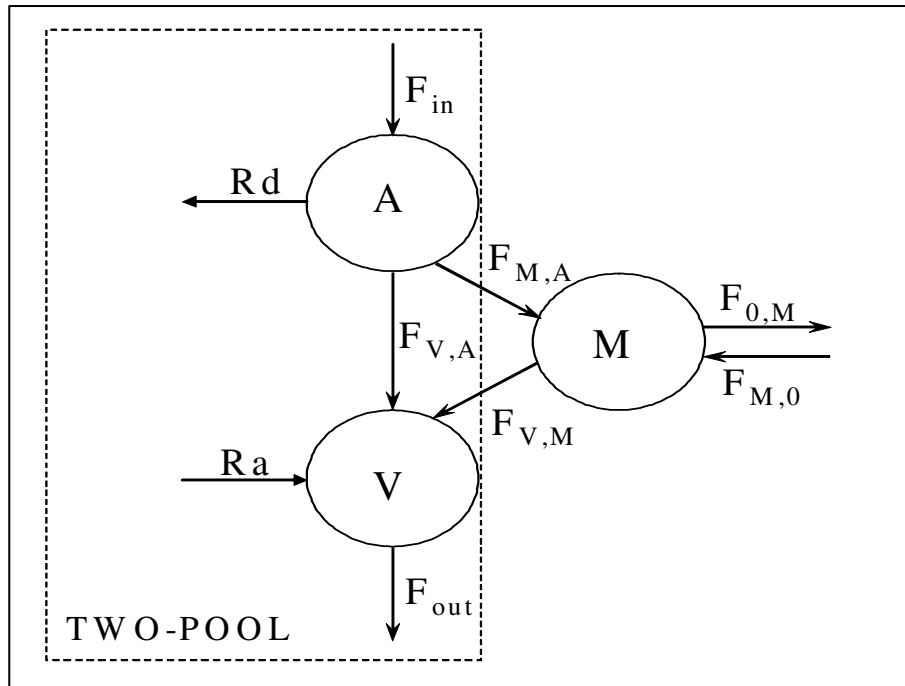 F_in
Rd
A
F_M,A
F_0,M
F_V,A
M
F_M,0
F_V,M
Ra
V
F_out
TWO-POOL